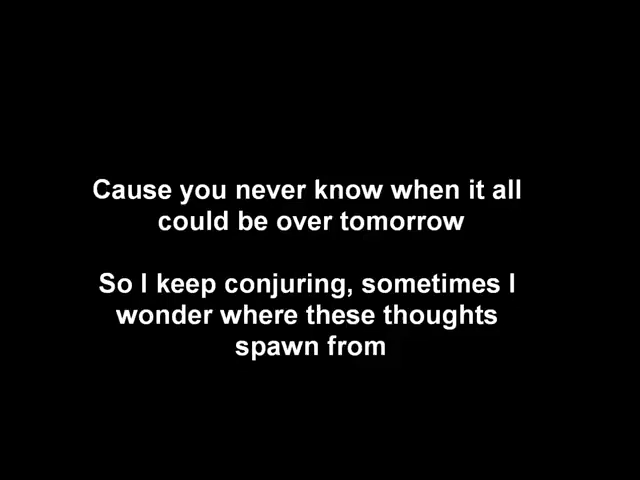 Cause you never know when it all
could be over tomorrow
So I keep conjuring, sometimes I
wonder where these thoughts
spawn from